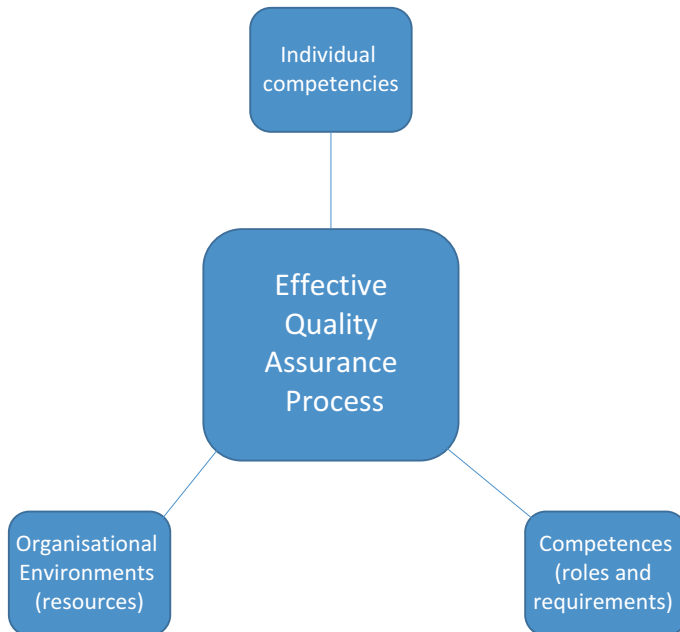 Individual
competencies
Effective
Quality
Assurance
Process
Organisational
Environments
(resources)
Competences
(roles and
requirements)